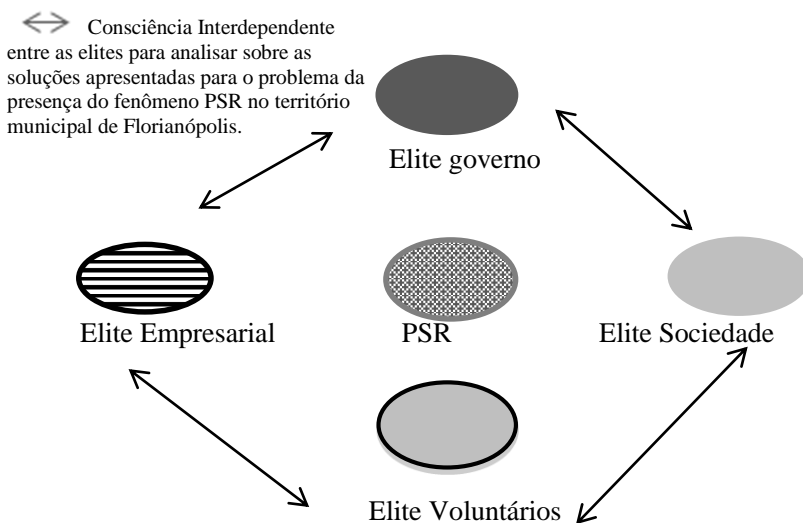 Consciência Interdependente
entre as elites para analisar sobre as
soluções apresentadas para o problema da
presença do fenômeno PSR no território
municipal de Florianópolis.
Elite governo
Elite Empresarial
PSR
Elite Sociedade
Elite Voluntários